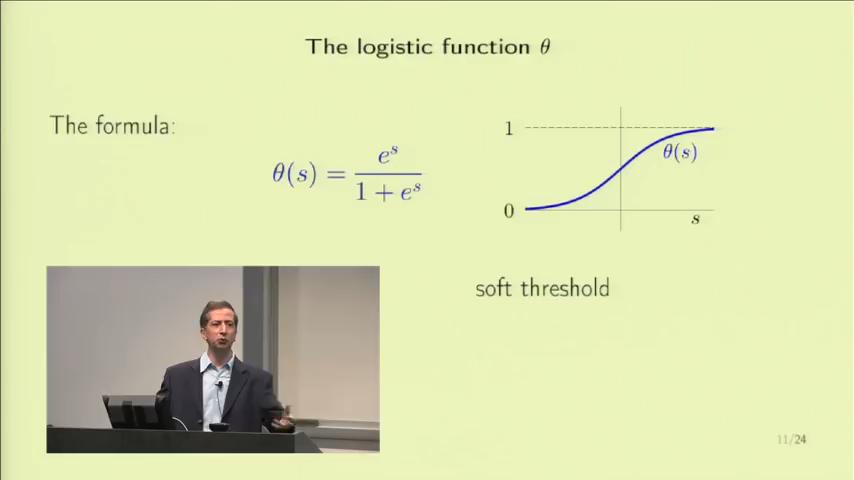 The logistic function θ
The formula:
θ(s) = e^s / (1 + e^s)
1
θ(s)
0
s
soft threshold
11/24